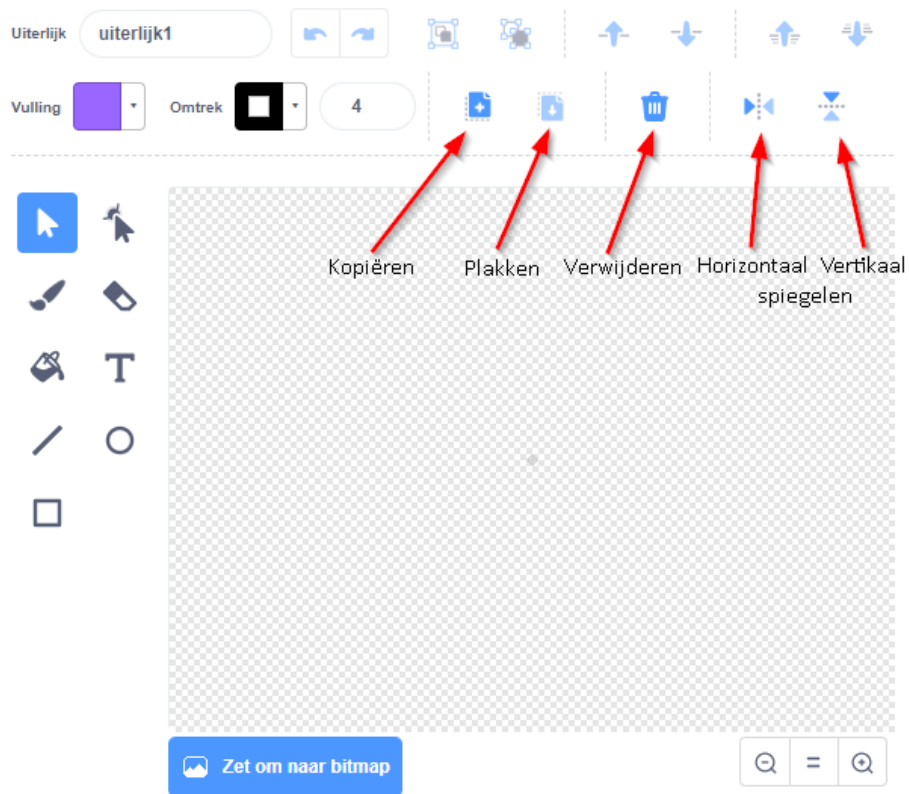 Uiterlijk uiterlijk1
Vulling Omtrek 4
Kopiëren Plakken Verwijderen Horizontaal Vertikaal
spiegelen
T
Zet om naar bitmap